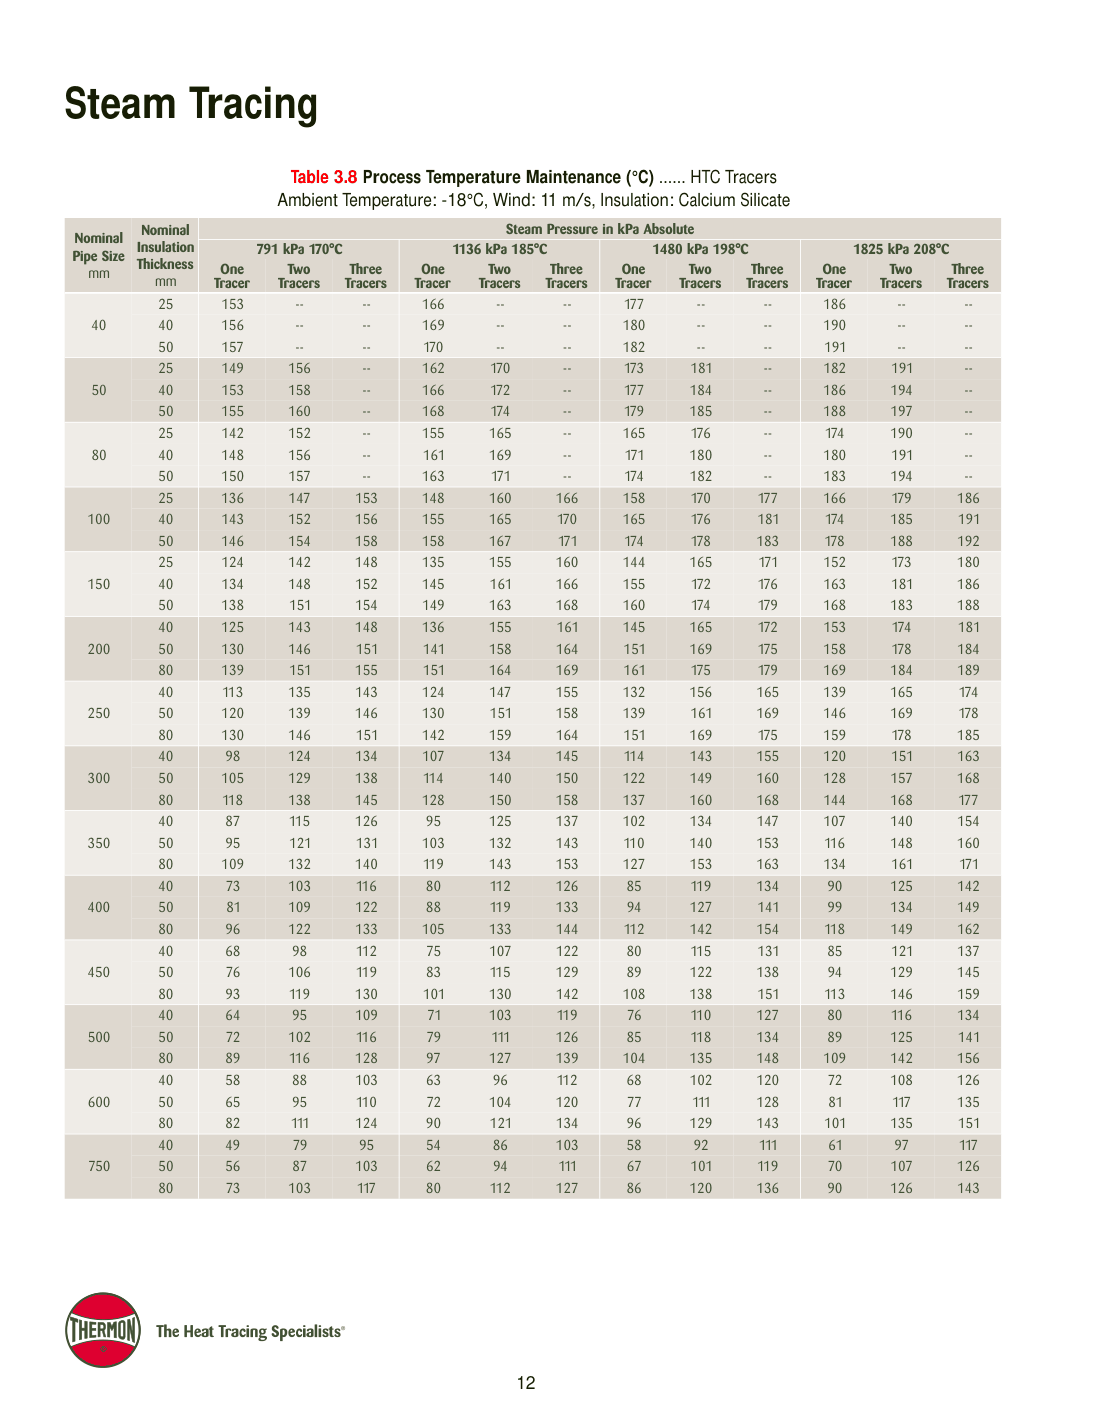 Steam Tracing
Table 3.8 Process Temperature Maintenance (°C) ...... HTC Tracers
Ambient Temperature: -18°C, Wind: 11 m/s, Insulation: Calcium Silicate
Nominal Pipe Size mm Nominal Insulation Thickness mm Steam Pressure in kPa Absolute
791 kPa 170°C 1136 kPa 185°C 1480 kPa 198°C 1825 kPa 208°C
One Tracer Two Tracers Three Tracers One Tracer Two Tracers Three Tracers One Tracer Two Tracers Three Tracers One Tracer Two Tracers Three Tracers
25 153 -- -- 166 -- -- 177 -- -- 186 -- --
40 40 156 -- -- 169 -- -- 180 -- -- 190 -- --
50 157 -- -- 170 -- -- 182 -- -- 191 -- --
25 149 156 -- 162 170 -- 173 181 -- 182 191 --
50 40 153 158 -- 166 172 -- 177 184 -- 186 194 --
50 155 160 -- 168 174 -- 179 185 -- 188 197 --
25 142 152 -- 155 165 -- 165 176 -- 174 190 --
80 40 148 156 -- 161 169 -- 171 180 -- 180 191 --
50 150 157 -- 163 171 -- 174 182 -- 183 194 --
25 136 147 153 148 160 166 158 170 177 166 179 186
100 40 143 152 156 155 165 170 165 176 181 174 185 191
50 146 154 158 158 167 171 174 178 183 178 188 192
25 124 142 148 135 155 160 144 165 171 152 173 180
150 40 134 148 152 145 161 166 155 172 176 163 181 186
50 138 151 154 149 163 168 160 174 179 168 183 188
40 125 143 148 136 155 161 145 165 172 153 174 181
200 50 130 146 151 141 158 164 151 169 175 158 178 184
80 139 151 155 151 164 169 161 175 179 169 184 189
40 113 135 143 124 147 155 132 156 165 139 165 174
250 50 120 139 146 130 151 158 139 161 169 146 169 178
80 130 146 151 142 159 164 151 169 175 159 178 185
40 98 124 134 107 134 145 114 143 155 120 151 163
300 50 105 129 138 114 140 150 122 149 160 128 157 168
80 118 138 145 128 150 158 137 160 168 144 168 177
40 87 115 126 95 125 137 102 134 147 107 140 154
350 50 95 121 131 103 132 143 110 140 153 116 148 160
80 109 132 140 119 143 153 127 153 163 134 161 171
40 73 103 116 80 112 126 85 119 134 90 125 142
400 50 81 109 122 88 119 133 94 127 141 99 134 149
80 96 122 133 105 133 144 112 142 154 118 149 162
40 68 98 112 75 107 122 80 115 131 85 121 137
450 50 76 106 119 83 115 129 89 122 138 94 129 145
80 93 119 130 101 130 142 108 138 151 113 146 159
40 64 95 109 71 103 119 76 110 127 80 116 134
500 50 72 102 116 79 111 126 85 118 134 89 125 141
80 89 116 128 97 127 139 104 135 148 109 142 156
40 58 88 103 63 96 112 68 102 120 72 108 126
600 50 65 95 110 72 104 120 77 111 128 81 117 135
80 82 111 124 90 121 134 96 129 143 101 135 151
40 49 79 95 54 86 103 58 92 111 61 97 117
750 50 56 87 103 62 94 111 67 101 119 70 107 126
80 73 103 117 80 112 127 86 120 136 90 126 143
THERMON The Heat Tracing Specialists®
12